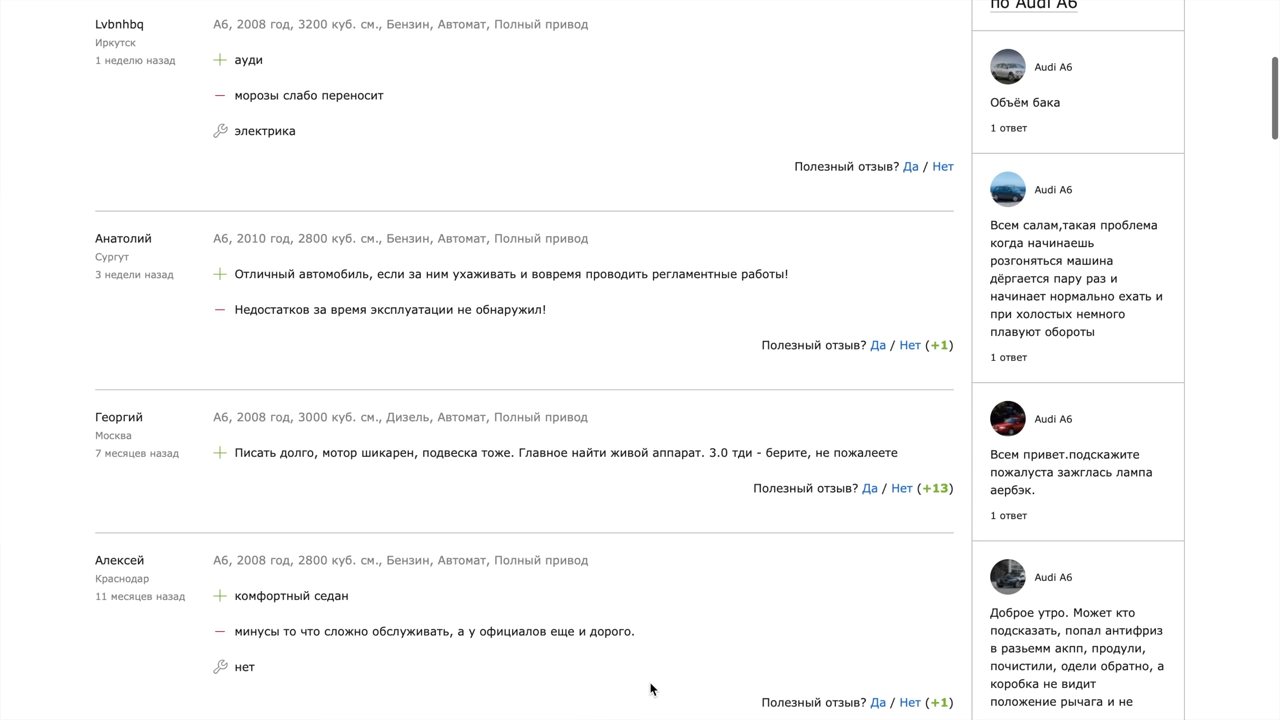 Lvbnhbq
Иркутск
1 неделю назад
A6, 2008 год, 3200 куб. см., Бензин, Автомат, Полный привод
ауди
морозы слабо переносит
электрика
Полезный отзыв? Да / Нет
Анатолий
Сургут
3 недели назад
A6, 2010 год, 2800 куб. см., Бензин, Автомат, Полный привод
Отличный автомобиль, если за ним ухаживать и вовремя проводить регламентные работы!
Недостатков за время эксплуатации не обнаружил!
Полезный отзыв? Да / Нет (+1)
Георгий
Москва
7 месяцев назад
A6, 2008 год, 3000 куб. см., Дизель, Автомат, Полный привод
Писать долго, мотор шикарен, подвеска тоже. Главное найти живой аппарат. 3.0 тди - берите, не пожалеете
Полезный отзыв? Да / Нет (+13)
Алексей
Краснодар
11 месяцев назад
A6, 2008 год, 2800 куб. см., Бензин, Автомат, Полный привод
комфортный седан
минусы то что сложно обслуживать, а у официалов еще и дорого.
нет
Полезный отзыв? Да / Нет (+1)
по Audi A6
Audi A6
Объём бака
1 ответ
Audi A6
Всем салам,такая проблема
когда начинаешь
розгоняться машина
дёргается пару раз и
начинает нормально ехать и
при холостых немного
плавуют обороты
1 ответ
Audi A6
Всем привет.подскажите
пожалуста зажглась лампа
аербэк.
1 ответ
Audi A6
Доброе утро. Может кто
подсказать, попал антифриз
в разьемм акпп, продули,
почистили, одели обратно, а
коробка не видит
положение рычага и не